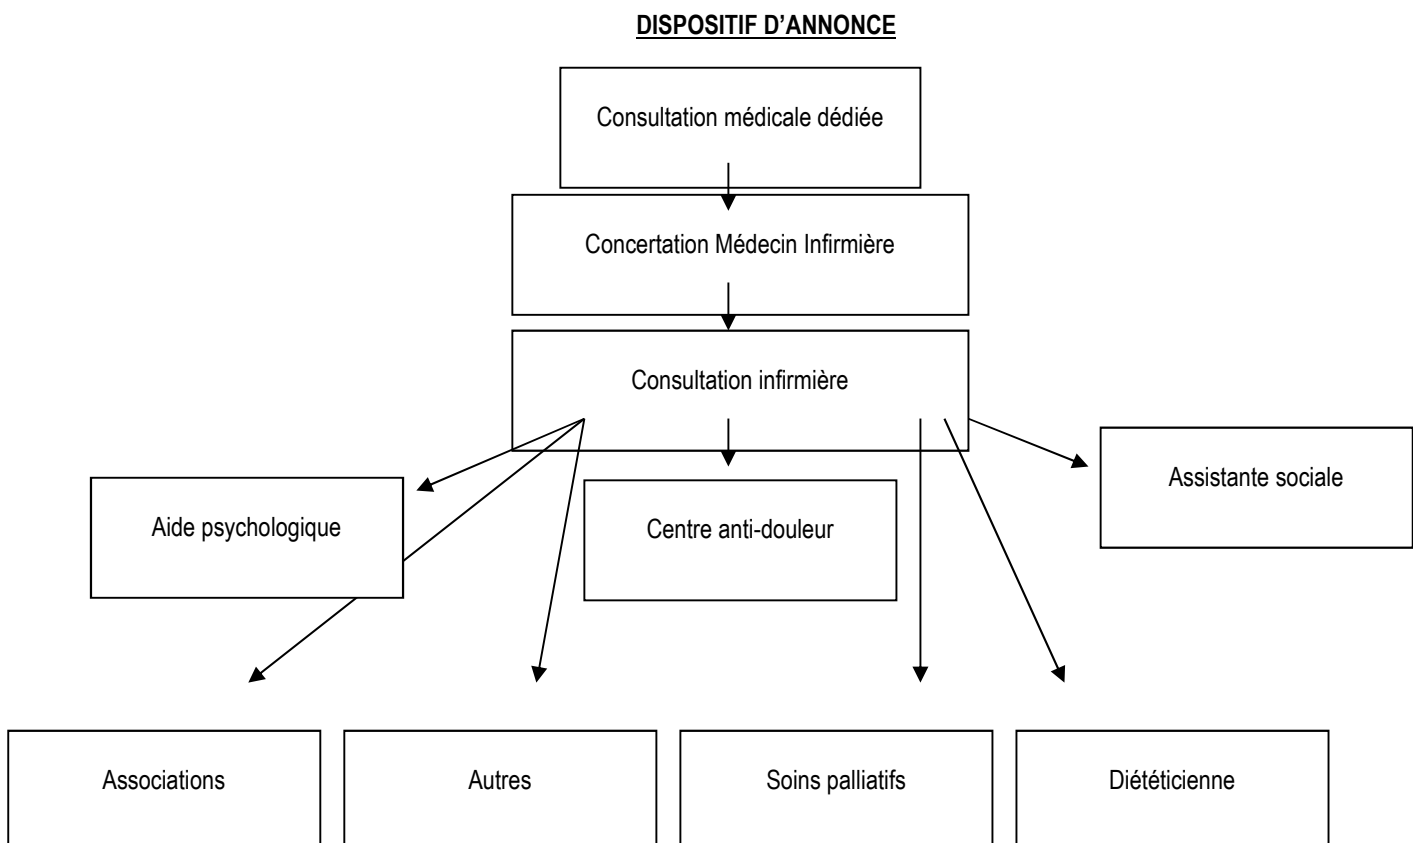 DISPOSITIF D’ANNONCE
Consultation médicale dédiée
Concertation Médecin Infirmière
Consultation infirmière
Assistante sociale
Aide psychologique
Centre anti-douleur
Associations
Autres
Soins palliatifs
Diététicienne